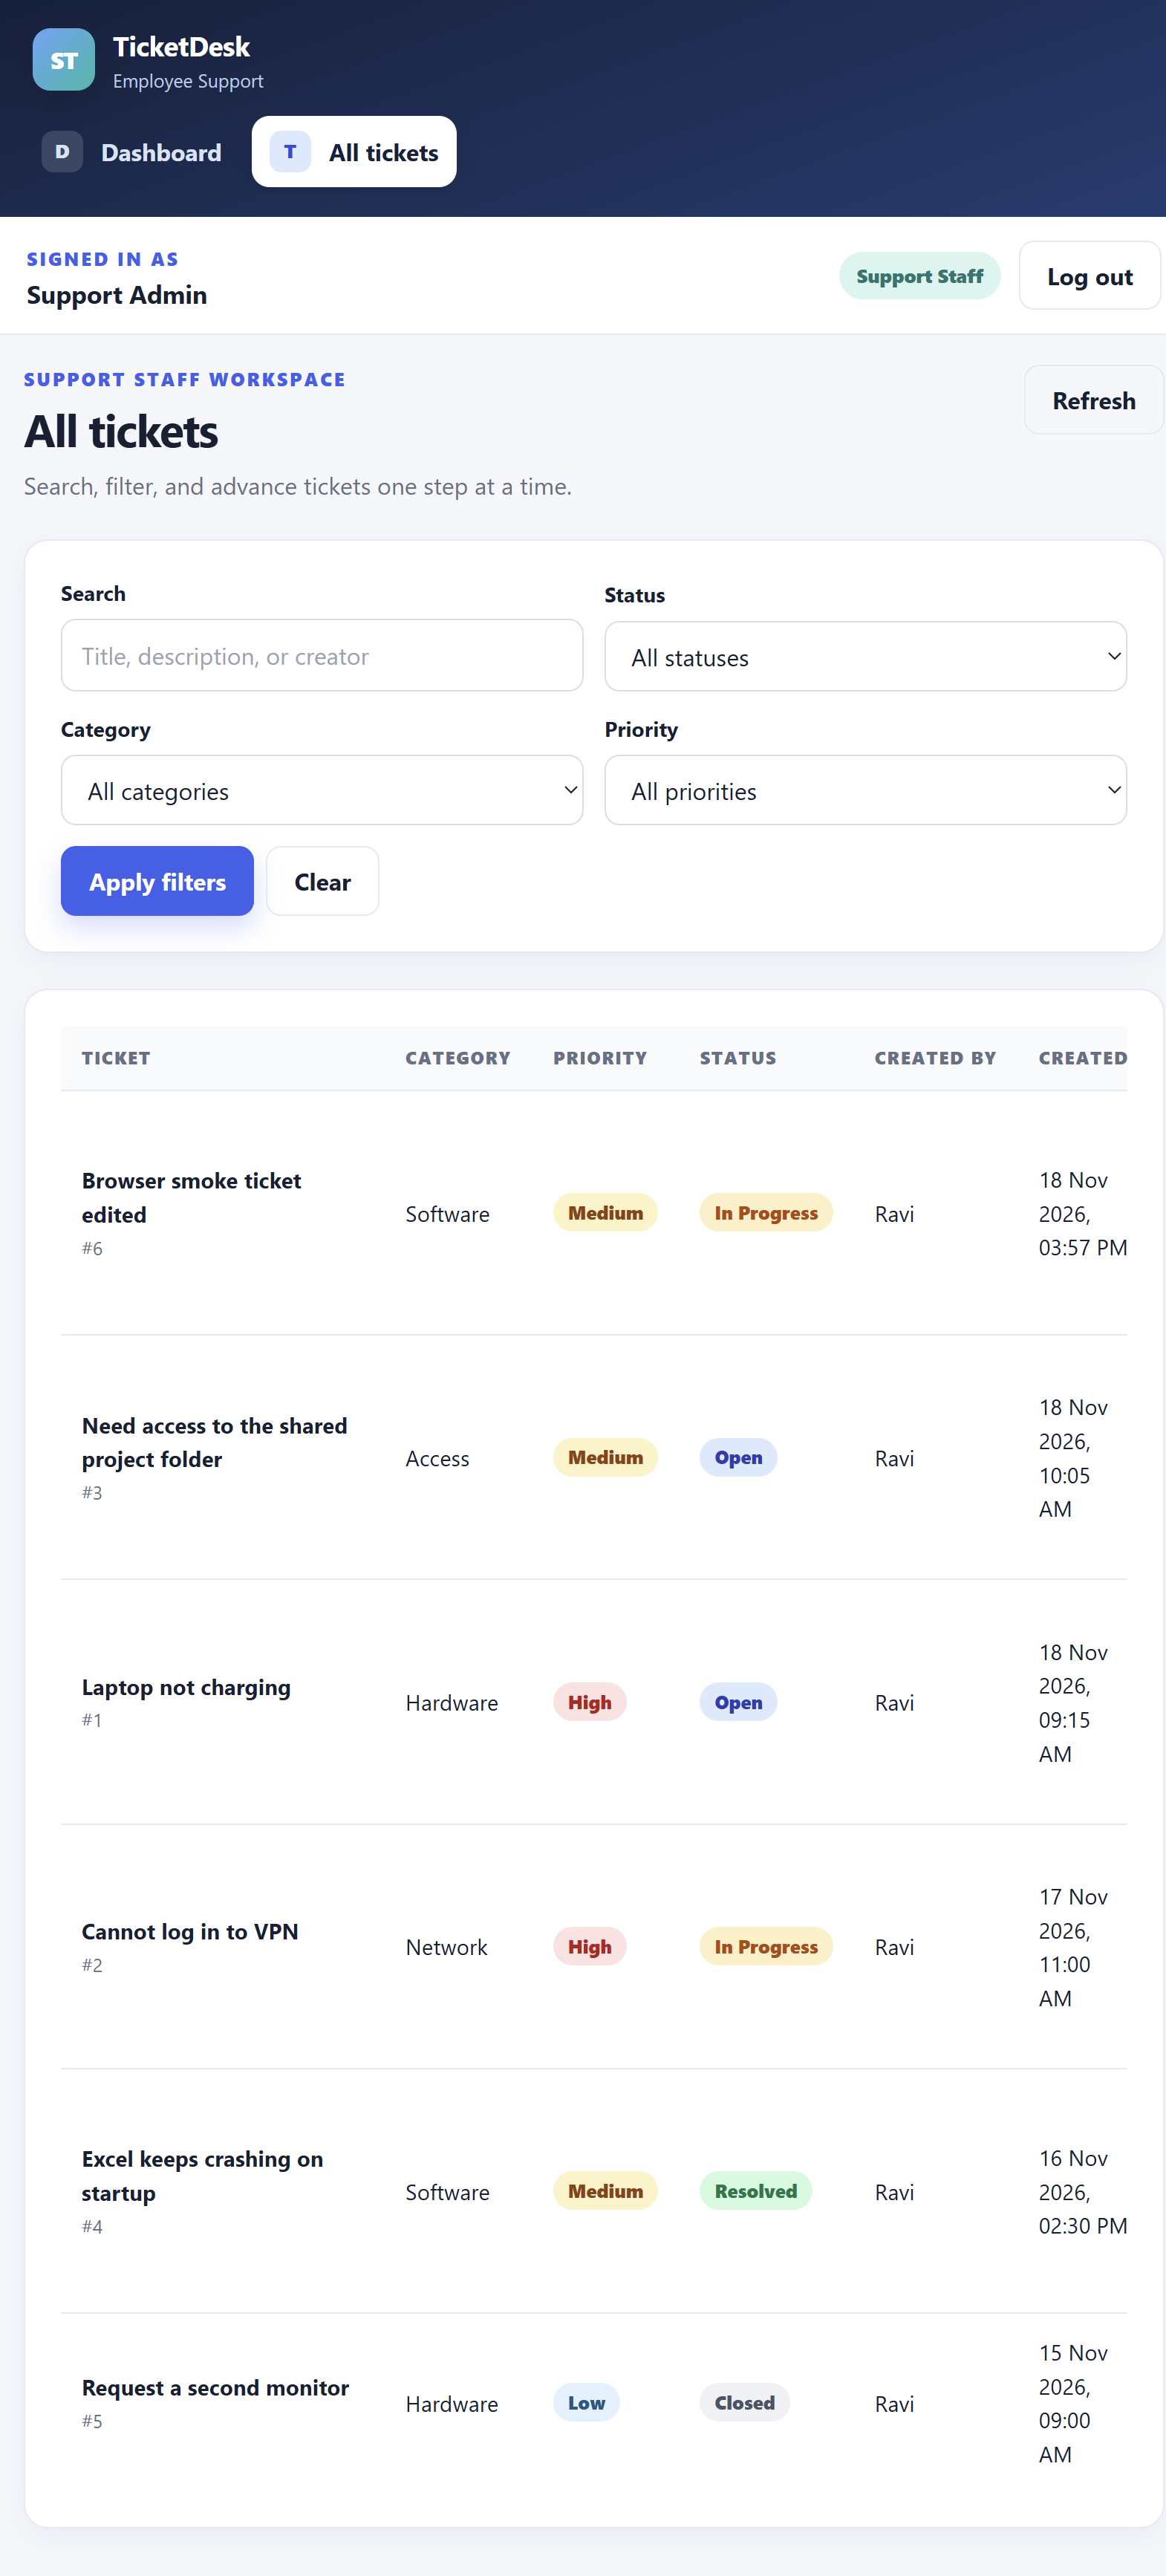 ST
TicketDesk
Employee Support
D Dashboard
T All tickets
SIGNED IN AS
Support Admin
Support Staff
Log out
SUPPORT STAFF WORKSPACE
All tickets
Search, filter, and advance tickets one step at a time.
Refresh
Search
Title, description, or creator
Status
All statuses
Category
All categories
Priority
All priorities
Apply filters
Clear
TICKET CATEGORY PRIORITY STATUS CREATED BY CREATED
Browser smoke ticket
edited
#6
Software
Medium
In Progress
Ravi
18 Nov
2026,
03:57 PM
Need access to the shared
project folder
#3
Access
Medium
Open
Ravi
18 Nov
2026,
10:05
AM
Laptop not charging
#1
Hardware
High
Open
Ravi
18 Nov
2026,
09:15
AM
Cannot log in to VPN
#2
Network
High
In Progress
Ravi
17 Nov
2026,
11:00
AM
Excel keeps crashing on
startup
#4
Software
Medium
Resolved
Ravi
16 Nov
2026,
02:30 PM
Request a second monitor
#5
Hardware
Low
Closed
Ravi
15 Nov
2026,
09:00
AM